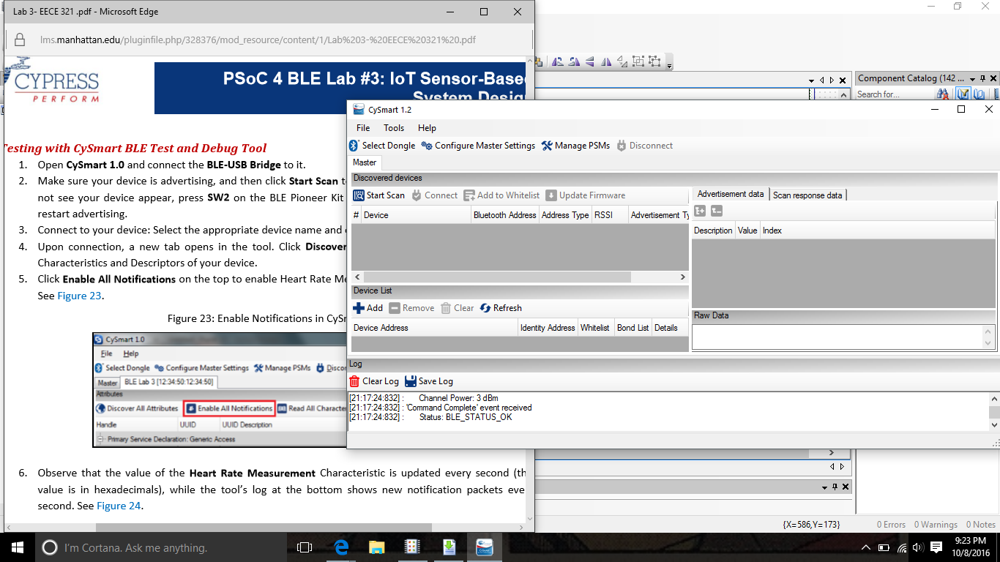 Lab 3- EECE 321 .pdf - Microsoft Edge
lms.manhattan.edu/pluginfile.php/328376/mod_resource/content/1/Lab%203-%20EECE%20321%20.pdf
CYPRESS
PERFORM
PSoC 4 BLE Lab #3: IoT Sensor-Based
System Design
Testing with CySmart BLE Test and Debug Tool
1. Open CySmart 1.0 and connect the BLE-USB Bridge to it.
2. Make sure your device is advertising, and then click Start Scan t
not see your device appear, press SW2 on the BLE Pioneer Kit
restart advertising.
3. Connect to your device: Select the appropriate device name and
4. Upon connection, a new tab opens in the tool. Click Discover
Characteristics and Descriptors of your device.
5. Click Enable All Notifications on the top to enable Heart Rate Me
See Figure 23.
Figure 23: Enable Notifications in CySm
CySmart 1.0
File Help
Select Dongle Configure Master Settings Manage PSMs Discon
Master BLE Lab 3 [12:34:50:12:34:50]
Attributes
Discover All Attributes Enable All Notifications Read All Characte
Handle UUID UUID Description
Primary Service Declaration: Generic Access
6. Observe that the value of the Heart Rate Measurement Characteristic is updated every second (th
value is in hexadecimals), while the tool's log at the bottom shows new notification packets eve
second. See Figure 24.
Component Catalog (142 ...
Search for...
CySmart 1.2
File Tools Help
Select Dongle Configure Master Settings Manage PSMs Disconnect
Master
Discovered devices
Start Scan Connect Add to Whitelist Update Firmware
# Device Bluetooth Address Address Type RSSI Advertisement Ty
Advertisement data Scan response data
Description Value Index
Device List
Add Remove Clear Refresh
Device Address Identity Address Whitelist Bond List Details
Raw Data
Log
Clear Log Save Log
[21:17:24:832] : Channel Power: 3 dBm
[21:17:24:832] : 'Command Complete' event received
[21:17:24:832] : Status: BLE_STATUS_OK
{X=586,Y=173} 0 Errors 0 Warnings 0 Notes
I'm Cortana. Ask me anything.
9:23 PM
10/8/2016